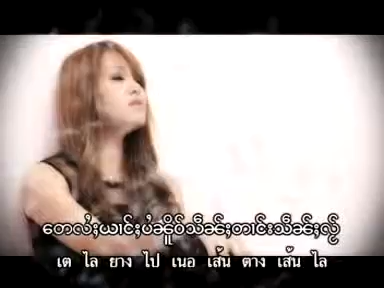 တေလႆႈယၢင်ႈပႆၼိူဝ်သဵၼ်ႈတၢင်းသဵၼ်ႈလႂ်
เต ไล ยาง ไป เนอ เส้น ตาง เส้น ไล